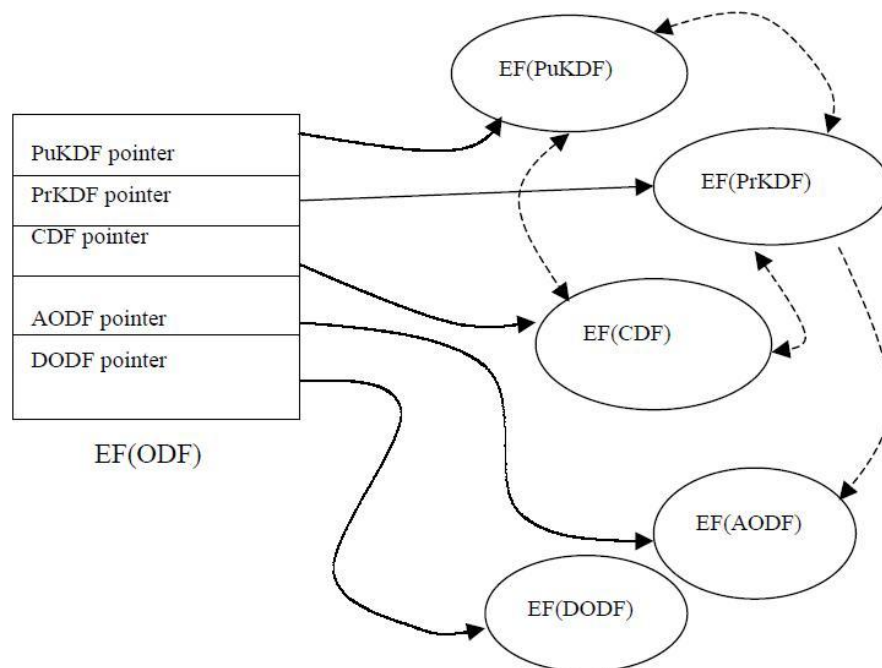 EF(PuKDF)
PuKDF pointer
PrKDF pointer
EF(PrKDF)
CDF pointer
AODF pointer
EF(CDF)
DODF pointer
EF(ODF)
EF(AODF)
EF(DODF)